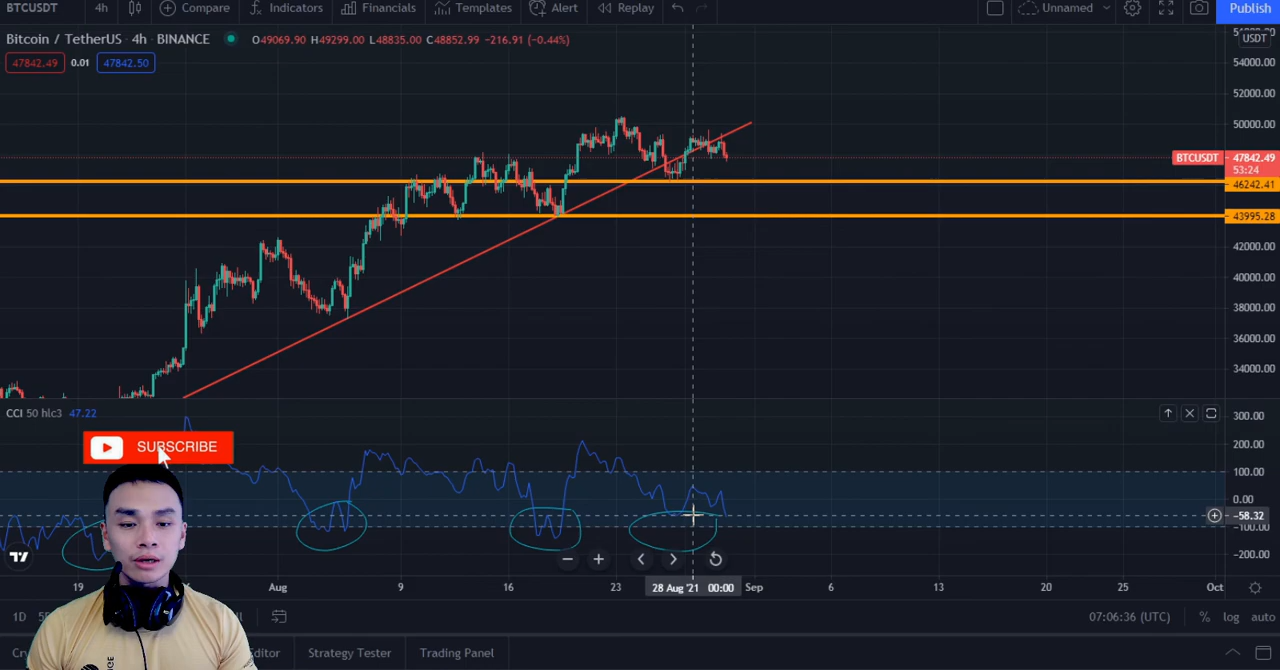 BTCUSDT 4h Compare Indicators Financials Templates Alert Replay Unnamed Publish
Bitcoin / TetherUS · 4h · BINANCE O49069.90 H49299.00 L48835.00 C48852.99 -216.91 (-0.44%)
USDT
47842.49 0.01 47842.50
54000.00
52000.00
50000.00
BTCUSDT 47842.49
53:24
46242.41
43995.28
42000.00
40000.00
38000.00
36000.00
34000.00
CCI 50 hlc3 47.22
300.00
SUBSCRIBE
200.00
100.00
0.00
-58.32
-100.00
-200.00
19 Aug 9 16 23 28 Aug '21 00:00 Sep 6 13 20 25 Oct
1D 07:06:36 (UTC) % log auto
Strategy Tester Trading Panel